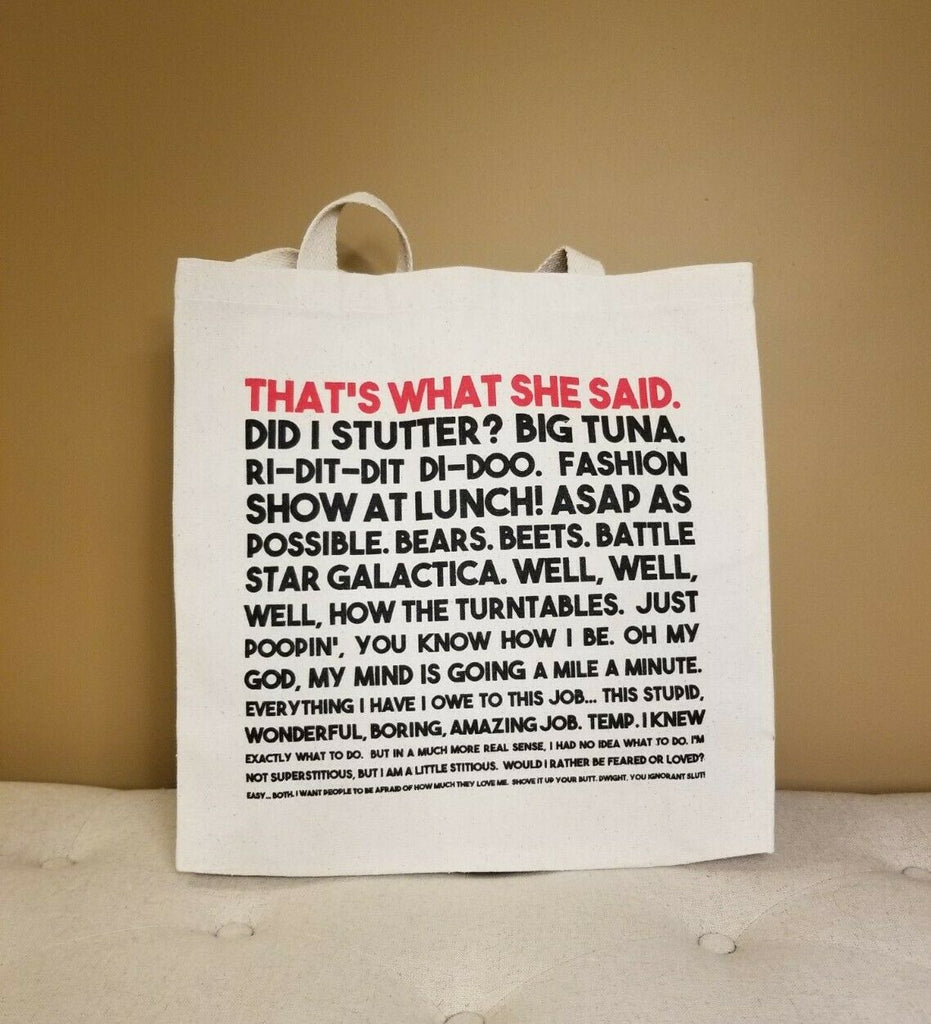 THAT'S WHAT SHE SAID.
DID I STUTTER? BIG TUNA.
RI-DIT-DIT DI-DOO. FASHION
SHOW AT LUNCH! ASAP AS
POSSIBLE. BEARS. BEETS. BATTLE
STAR GALACTICA. WELL, WELL,
WELL, HOW THE TURNTABLES. JUST
POOPIN', YOU KNOW HOW I BE. OH MY
GOD, MY MIND IS GOING A MILE A MINUTE.
EVERYTHING I HAVE I OWE TO THIS JOB... THIS STUPID,
WONDERFUL, BORING, AMAZING JOB. TEMP. I KNEW
EXACTLY WHAT TO DO. BUT IN A MUCH MORE REAL SENSE, I HAD NO IDEA WHAT TO DO. I'M
NOT SUPERSTITIOUS, BUT I AM A LITTLE STITIOUS. WOULD I RATHER BE FEARED OR LOVED?
EASY... BOTH. I WANT PEOPLE TO BE AFRAID OF HOW MUCH THEY LOVE ME. SHOVE IT UP YOUR BUTT. DWIGHT, YOU IGNORANT SLUT!